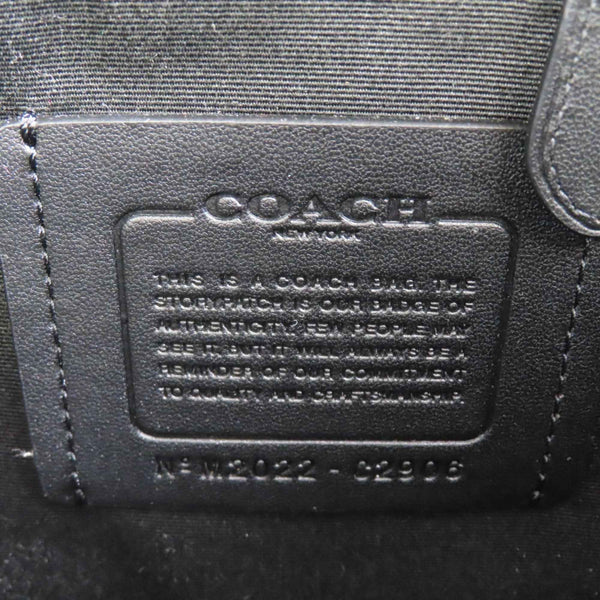 COACH
NEW YORK
THIS IS A COACH BAG. THE
STORYPATCH IS OUR BADGE OF
AUTHENTICITY. FEW PEOPLE MAY
SEE IT, BUT IT WILL ALWAYS BE A
REMINDER OF OUR COMMITMENT
TO QUALITY AND CRAFTSMANSHIP.
Nº M2022 - C2906